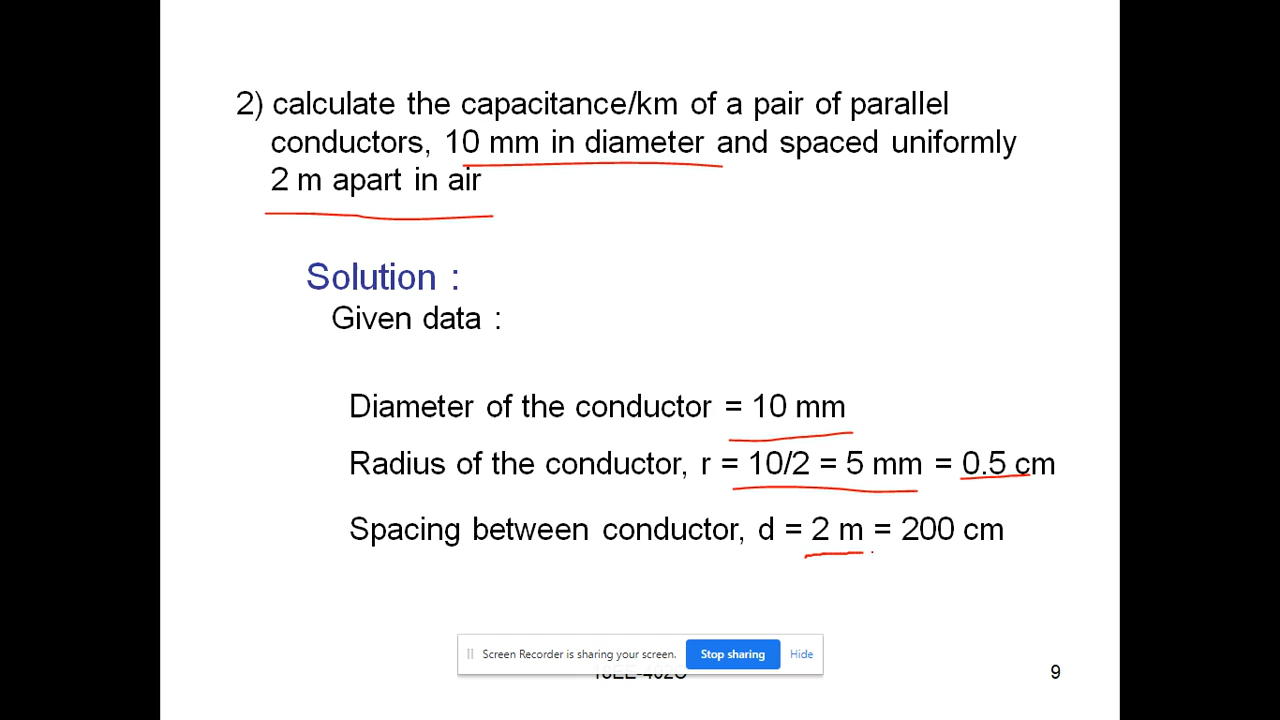 2) calculate the capacitance/km of a pair of parallel
conductors, 10 mm in diameter and spaced uniformly
2 m apart in air
Solution :
Given data :
Diameter of the conductor = 10 mm
Radius of the conductor, r = 10/2 = 5 mm = 0.5 cm
Spacing between conductor, d = 2 m = 200 cm
Screen Recorder is sharing your screen. Stop sharing Hide
9